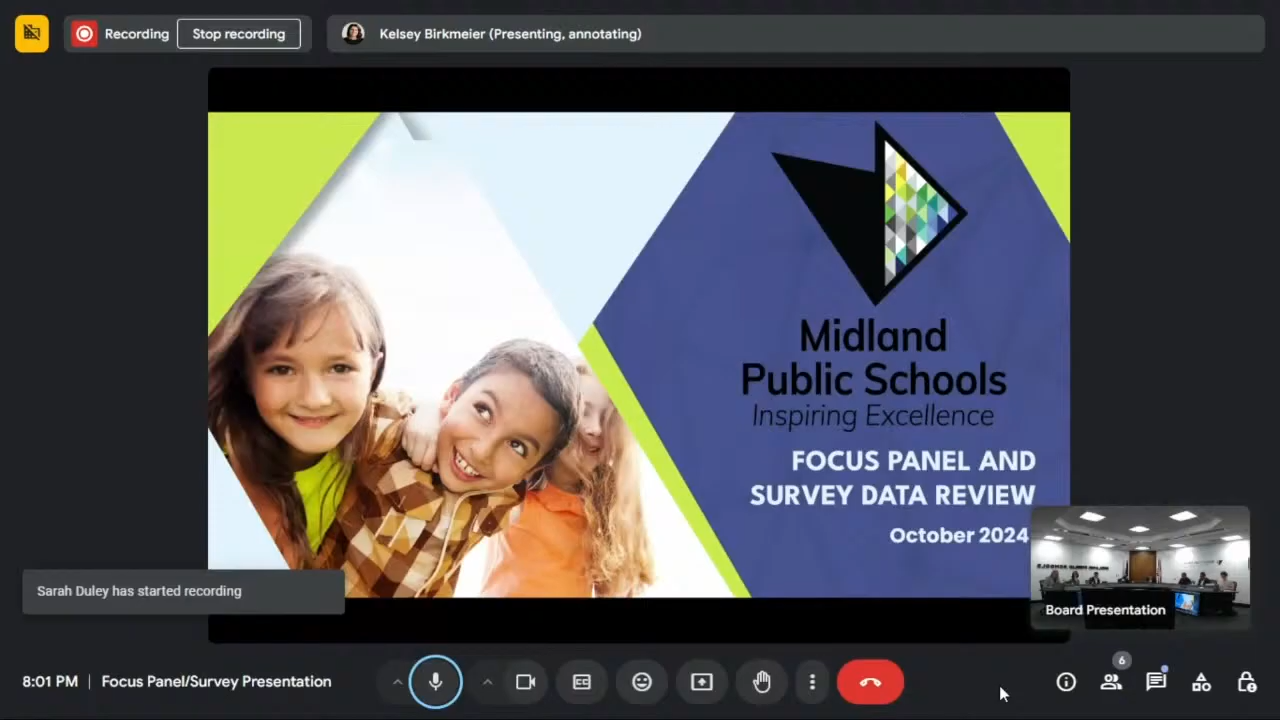 Recording
Stop recording
Kelsey Birkmeier (Presenting, annotating)
Midland
Public Schools
Inspiring Excellence
FOCUS PANEL AND
SURVEY DATA REVIEW
October 2024
Sarah Duley has started recording
Board Presentation
8:01 PM | Focus Panel/Survey Presentation
6